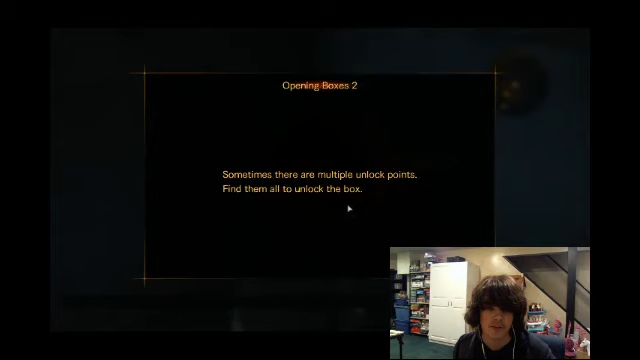 Opening Boxes 2
Sometimes there are multiple unlock points.
Find them all to unlock the box.